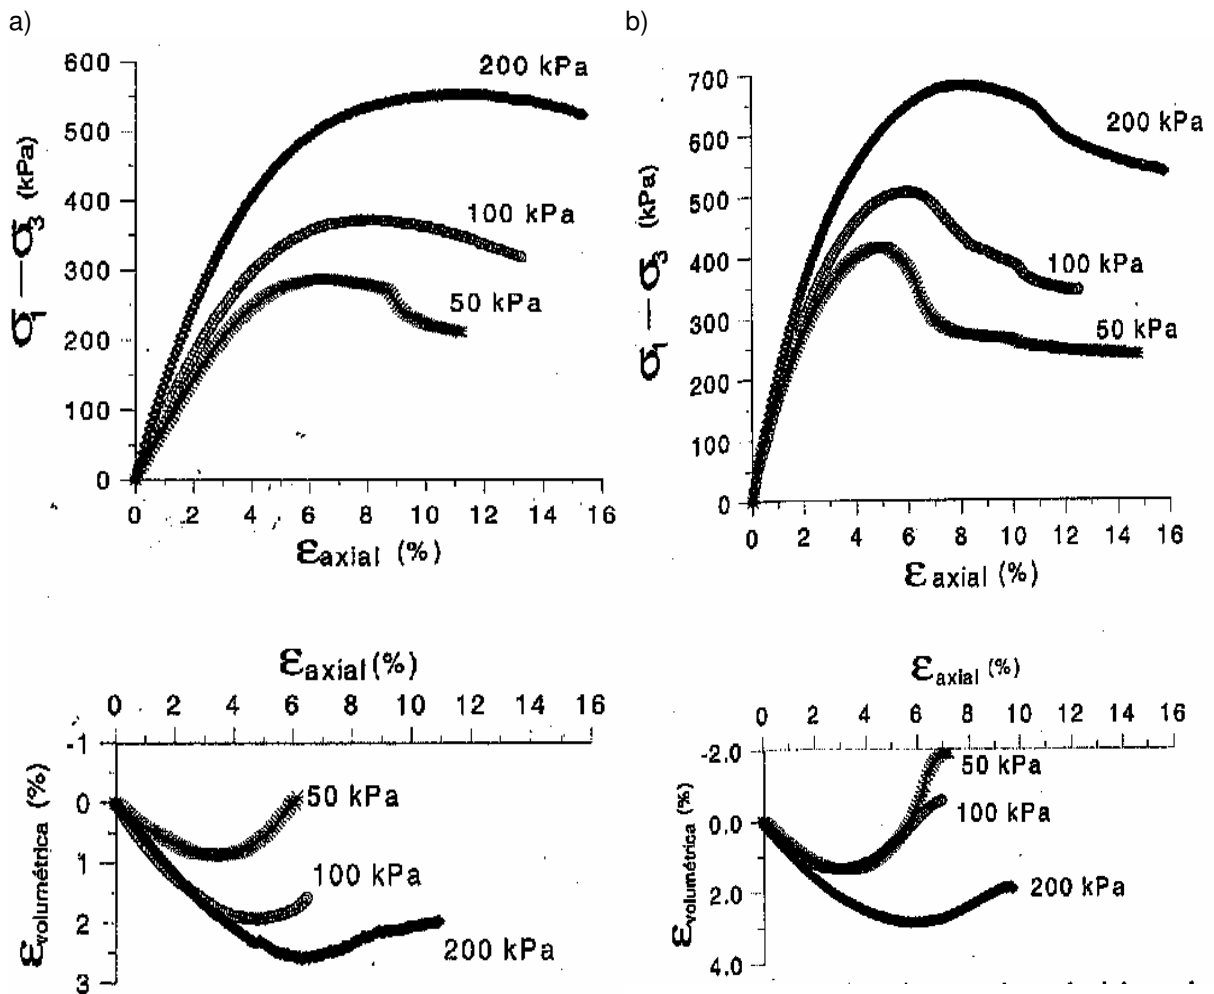 a)
600
500
400
300
200
100
0
σ1 — σ3 (kPa)
200 kPa
100 kPa
50 kPa
0 2 4 6 8 10 12 14 16
εaxial (%)
b)
700
600
500
400
300
200
100
0
σ1 — σ3 (kPa)
200 kPa
100 kPa
50 kPa
0 2 4 6 8 10 12 14 16
ε axial (%)
εaxial (%)
0 2 4 6 8 10 12 14 16
-1
0
1
2
3
εvolumétrica (%)
50 kPa
100 kPa
200 kPa
εaxial (%)
0 2 4 6 8 10 12 14 16
-2.0
0.0
2.0
4.0
εvolumétrica (%)
50 kPa
100 kPa
200 kPa